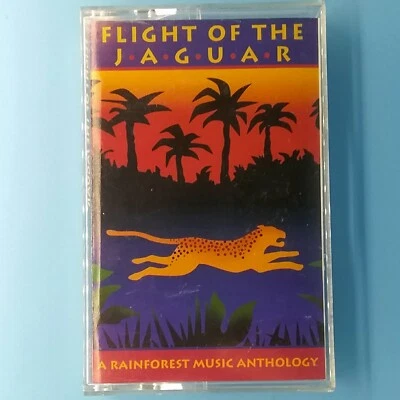 FLIGHT OF THE
J•A•G•U•A•R
A RAINFOREST MUSIC ANTHOLOGY